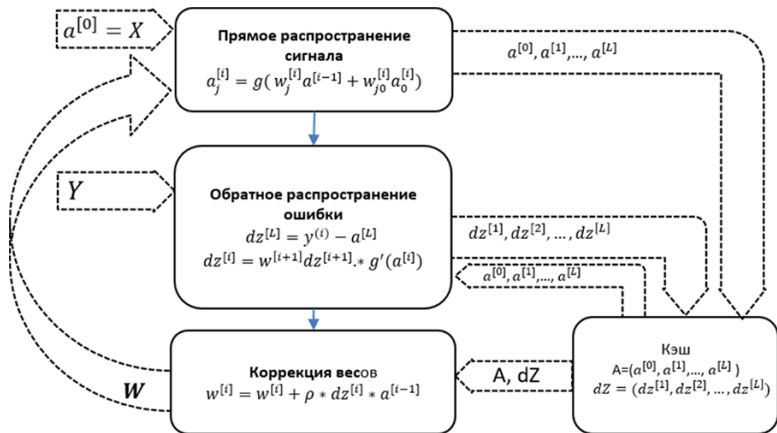 a^[0] = X
Прямое распространение
сигнала
a_j^[i] = g( w_j^[i] a^[i−1] + w_j0^[i] a_0^[i])
a^[0], a^[1],..., a^[L]
Y
Обратное распространение
ошибки
dz^[L] = y^(i) − a^[L]
dz^[i] = w^[i+1] dz^[i+1].∗ g′(a^[i])
dz^[1], dz^[2], … , dz^[L]
a^[0], a^[1],..., a^[L]
W
Коррекция весов
w^[i] = w^[i] + ρ ∗ dz^[i] ∗ a^[i−1]
A, dZ
Кэш
A=(a^[0], a^[1],..., a^[L] )
dZ = (dz^[1], dz^[2], … , dz^[L])